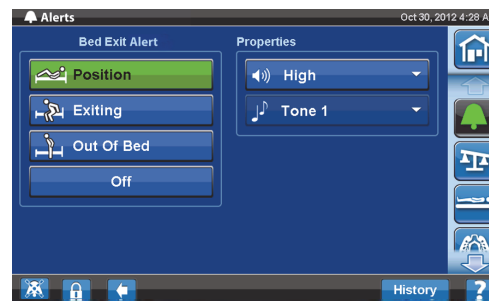 Alerts
Oct 30, 2012 4:28 A
Bed Exit Alert
Properties
Position
High
Exiting
Tone 1
Out Of Bed
Off
History
?